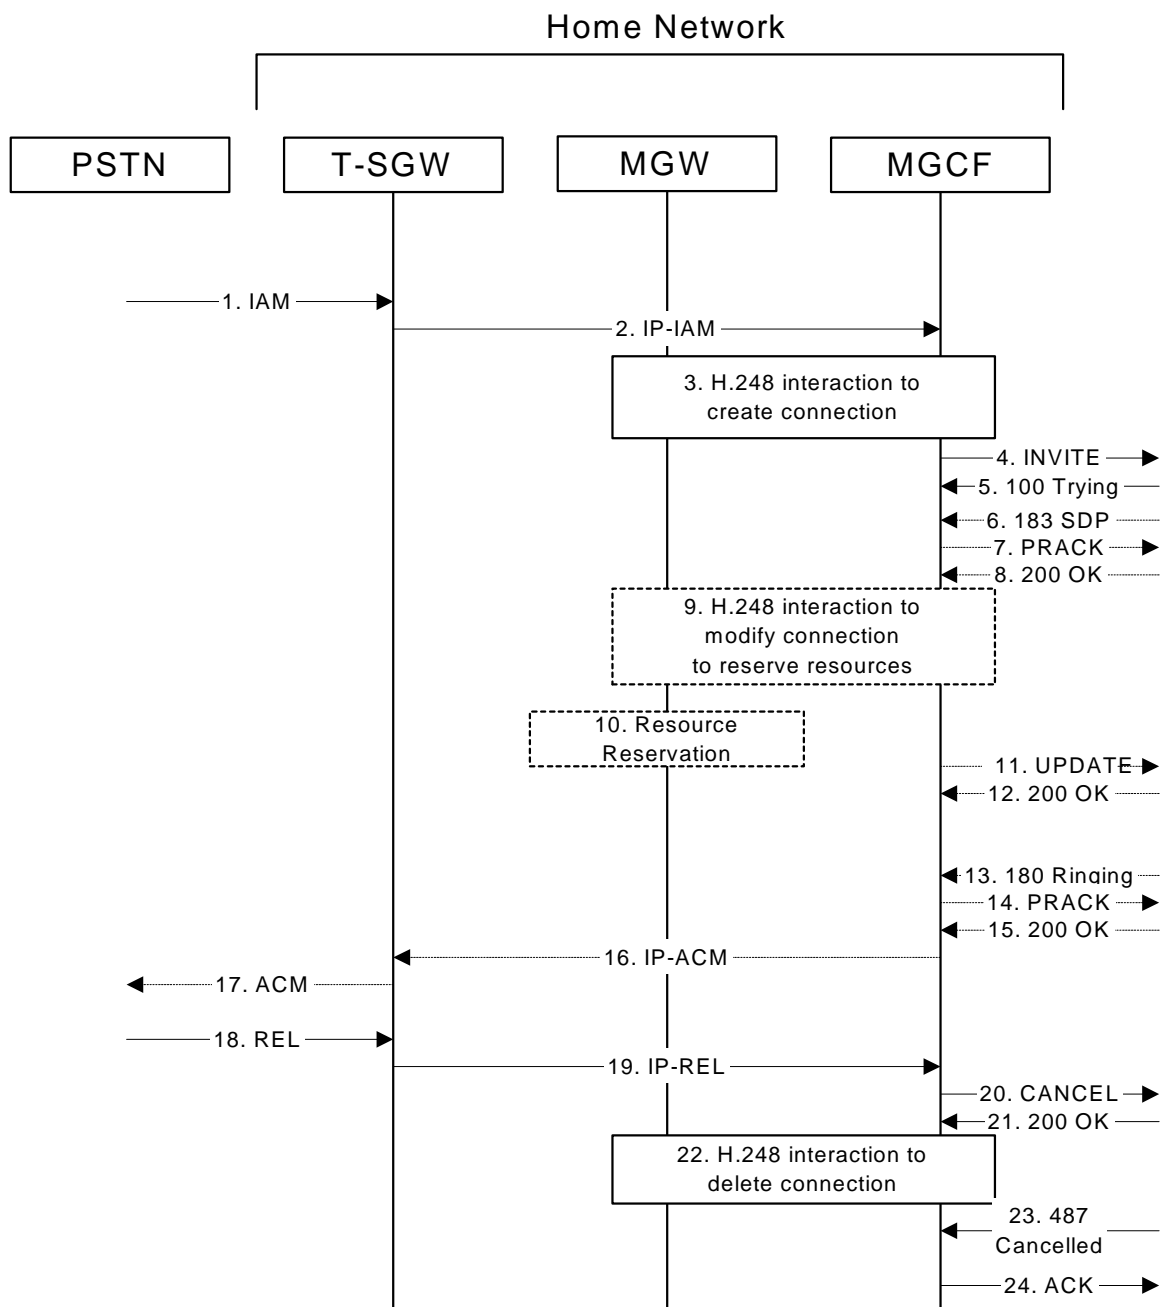 Home Network
PSTN
T-SGW
MGW
MGCF
1. IAM
2. IP-IAM
3. H.248 interaction to
create connection
4. INVITE
5. 100 Trying
6. 183 SDP
7. PRACK
8. 200 OK
9. H.248 interaction to
modify connection
to reserve resources
10. Resource
Reservation
11. UPDATE
12. 200 OK
13. 180 Ringing
14. PRACK
15. 200 OK
16. IP-ACM
17. ACM
18. REL
19. IP-REL
20. CANCEL
21. 200 OK
22. H.248 interaction to
delete connection
23. 487
Cancelled
24. ACK